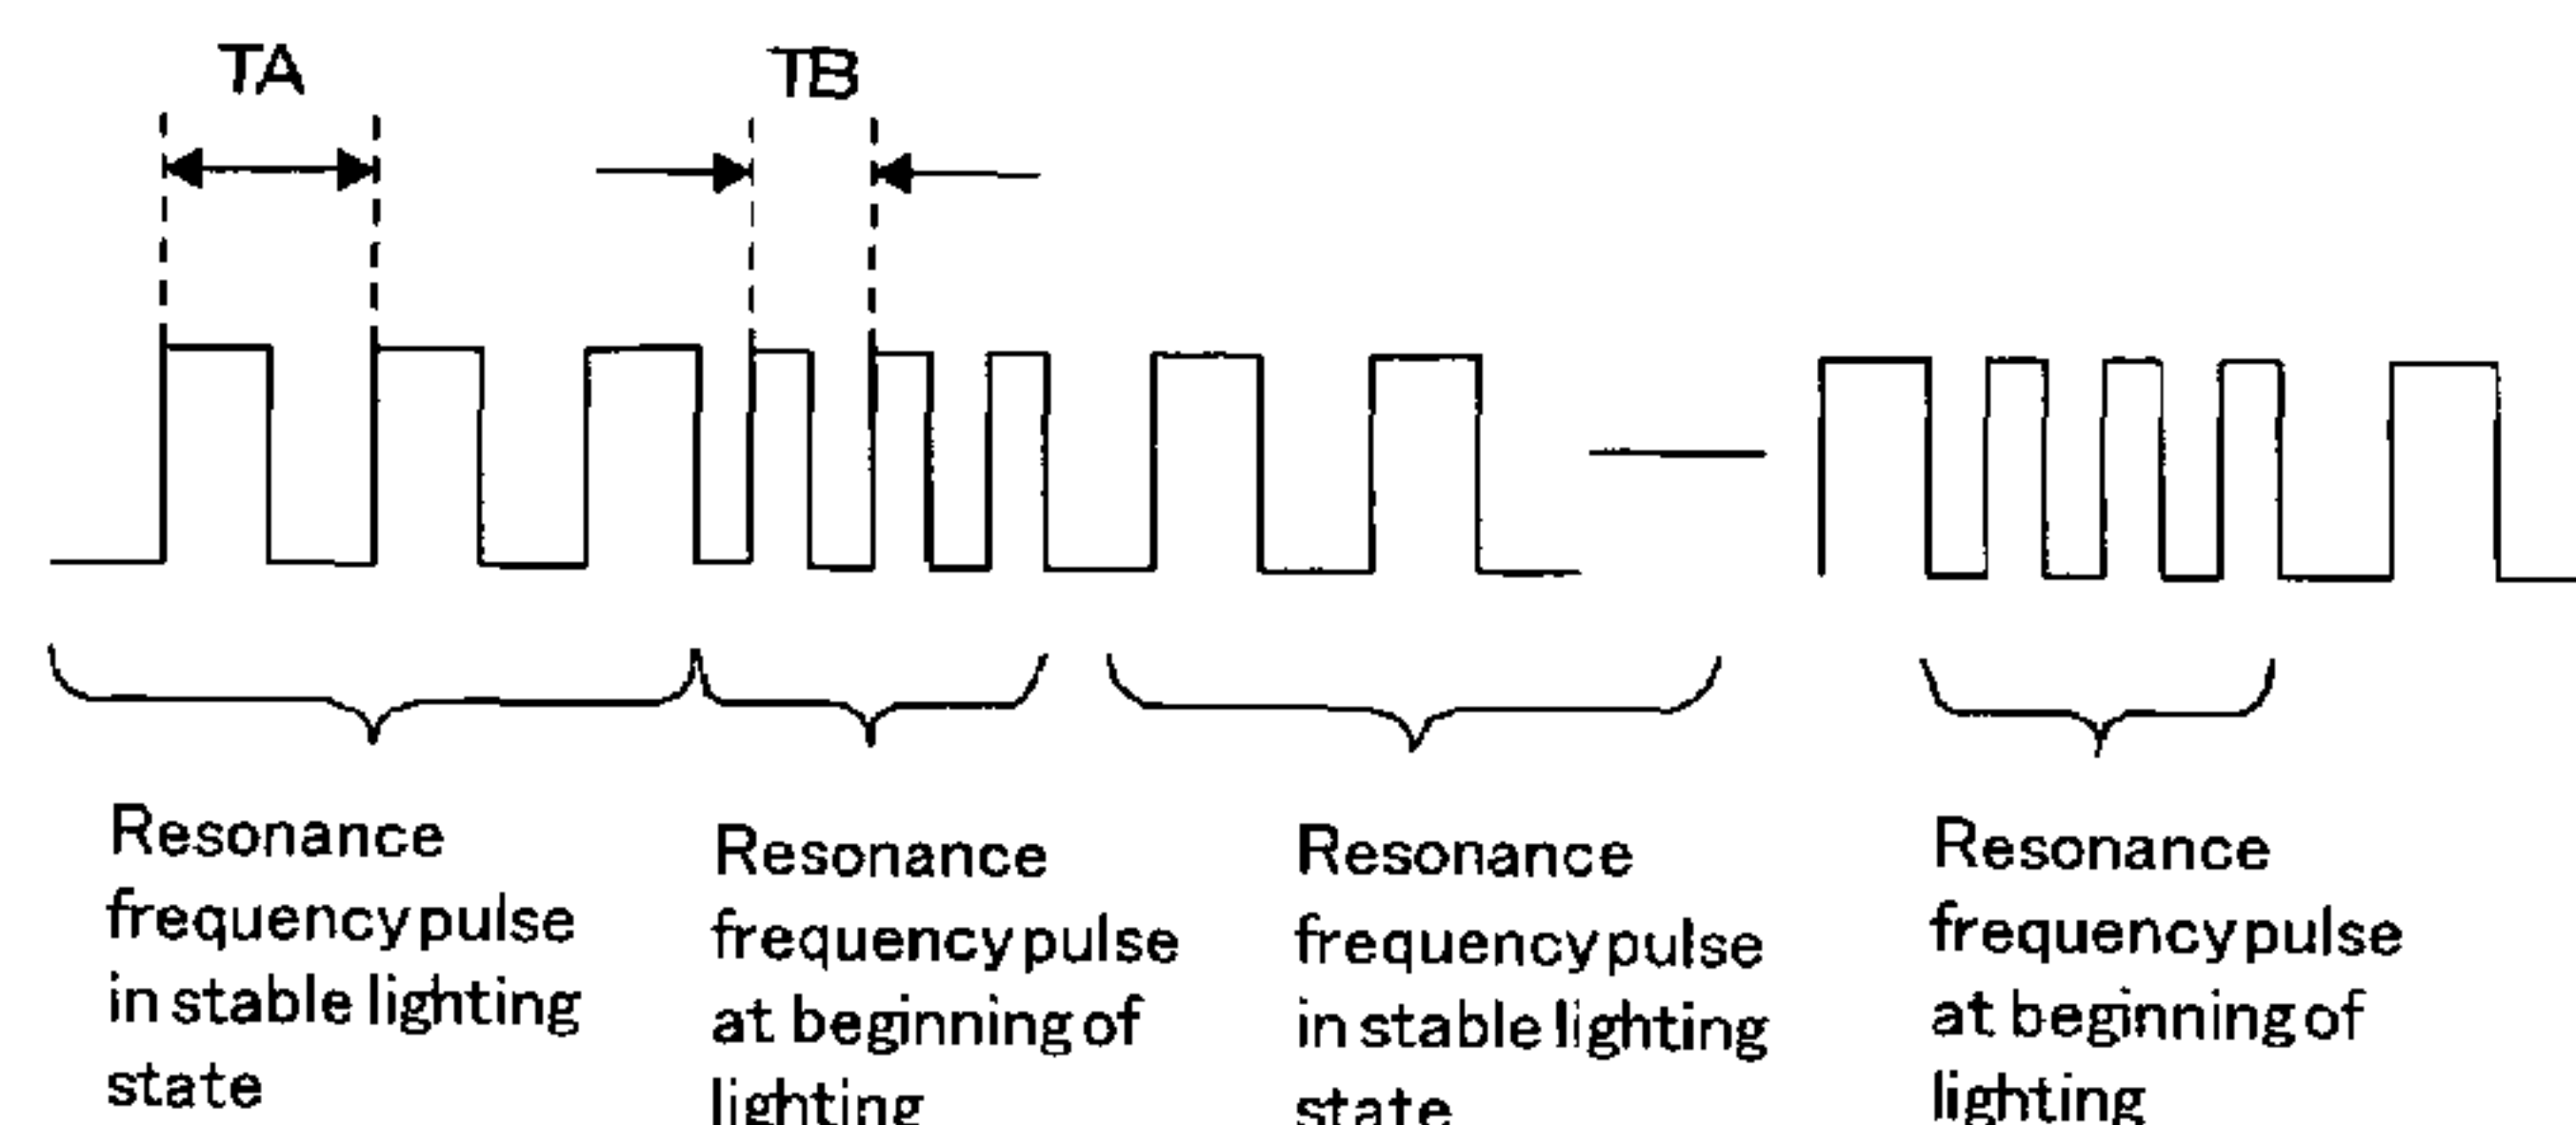 TA
TB
Resonance
frequency pulse
in stable lighting
state
Resonance
frequency pulse
at beginning of
lighting
Resonance
frequency pulse
in stable lighting
state
Resonance
frequency pulse
at beginning of
lighting